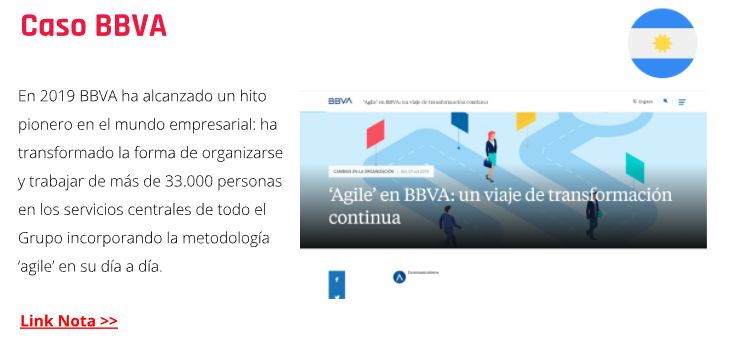 Caso BBVA
En 2019 BBVA ha alcanzado un hito
pionero en el mundo empresarial: ha
transformado la forma de organizarse
y trabajar de más de 33.000 personas
en los servicios centrales de todo el
Grupo incorporando la metodología
‘agile’ en su día a día.
Link Nota >>
BBVA
'Agile' en BBVA: un viaje de transformación continua
English
CAMBIOS EN LA ORGANIZACIÓN
‘Agile’ en BBVA: un viaje de transformación
continua